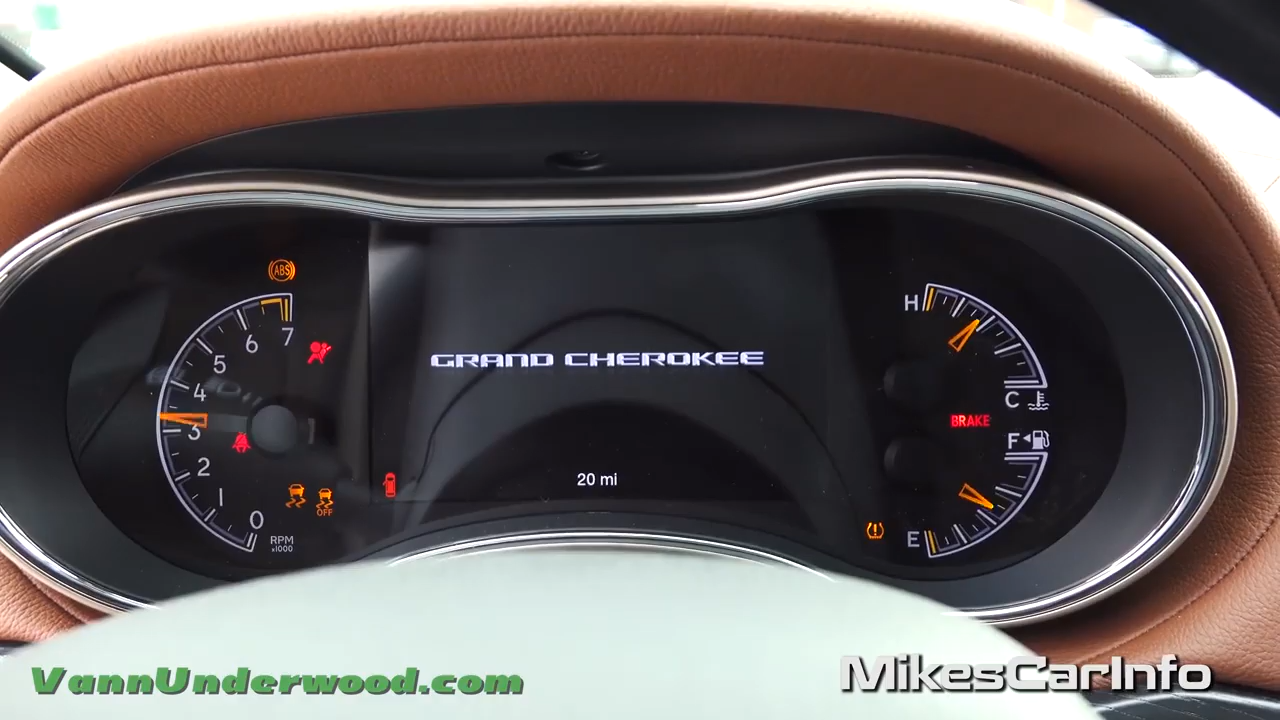 ABS
7
6
5
4
3
2
1
0
RPM
x1000
OFF
GRAND CHEROKEE
20 mi
H
C
BRAKE
F
E
VannUnderwood.com
MikesCarInfo